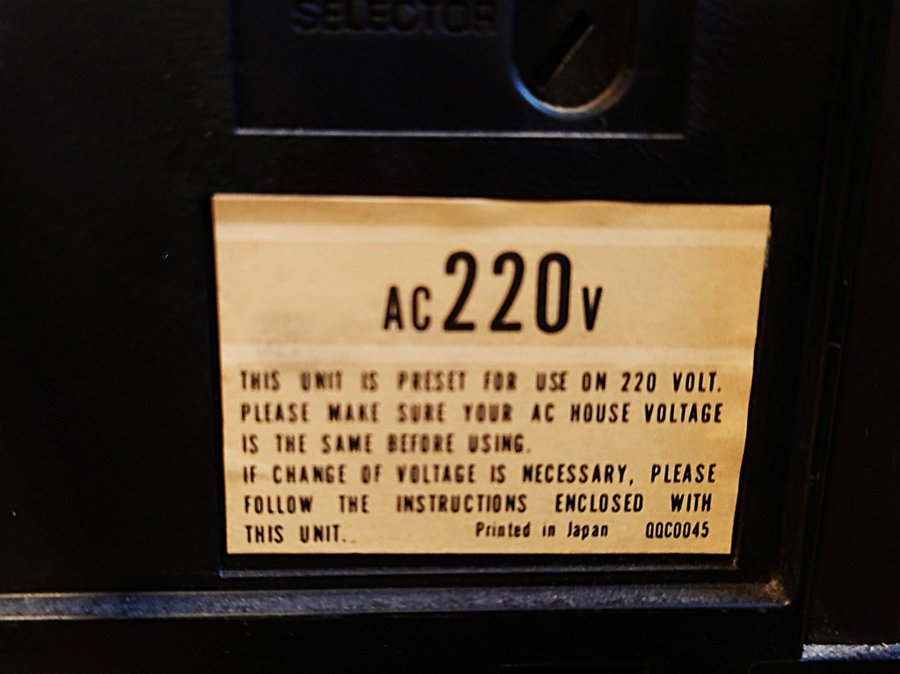 SELECTOR
AC 220 V
THIS UNIT IS PRESET FOR USE ON 220 VOLT.
PLEASE MAKE SURE YOUR AC HOUSE VOLTAGE
IS THE SAME BEFORE USING.
IF CHANGE OF VOLTAGE IS NECESSARY, PLEASE
FOLLOW THE INSTRUCTIONS ENCLOSED WITH
THIS UNIT. Printed in Japan QQC0045